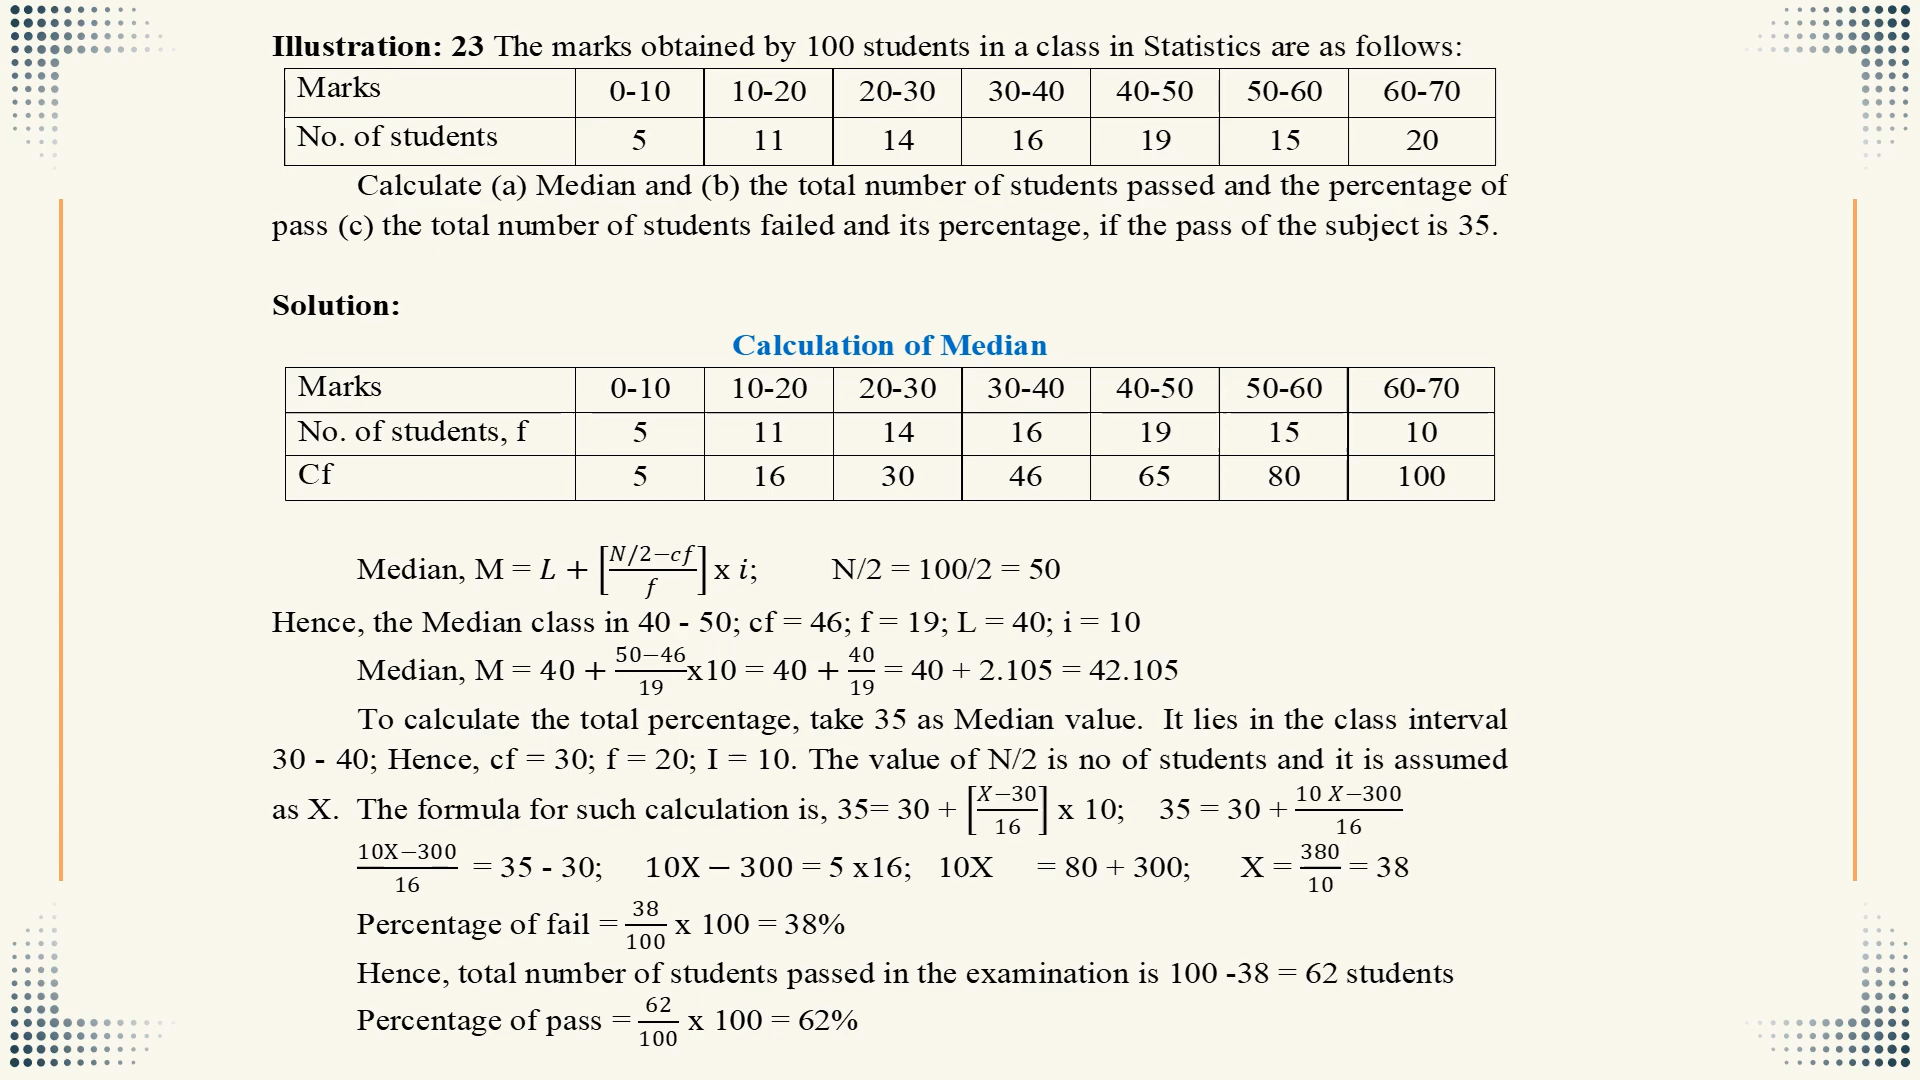 Illustration: 23 The marks obtained by 100 students in a class in Statistics are as follows:
Marks 0-10 10-20 20-30 30-40 40-50 50-60 60-70
No. of students 5 11 14 16 19 15 20
Calculate (a) Median and (b) the total number of students passed and the percentage of
pass (c) the total number of students failed and its percentage, if the pass of the subject is 35.
Solution:
Calculation of Median
Marks 0-10 10-20 20-30 30-40 40-50 50-60 60-70
No. of students, f 5 11 14 16 19 15 10
Cf 5 16 30 46 65 80 100
Median, M = L + [N/2−cf / f] x i; N/2 = 100/2 = 50
Hence, the Median class in 40 - 50; cf = 46; f = 19; L = 40; i = 10
Median, M = 40 + 50−46/19 x10 = 40 + 40/19 = 40 + 2.105 = 42.105
To calculate the total percentage, take 35 as Median value. It lies in the class interval
30 - 40; Hence, cf = 30; f = 20; I = 10. The value of N/2 is no of students and it is assumed
as X. The formula for such calculation is, 35= 30 + [X−30/16] x 10; 35 = 30 + 10 X−300/16
10X−300/16 = 35 - 30; 10X − 300 = 5 x16; 10X = 80 + 300; X = 380/10 = 38
Percentage of fail = 38/100 x 100 = 38%
Hence, total number of students passed in the examination is 100 -38 = 62 students
Percentage of pass = 62/100 x 100 = 62%